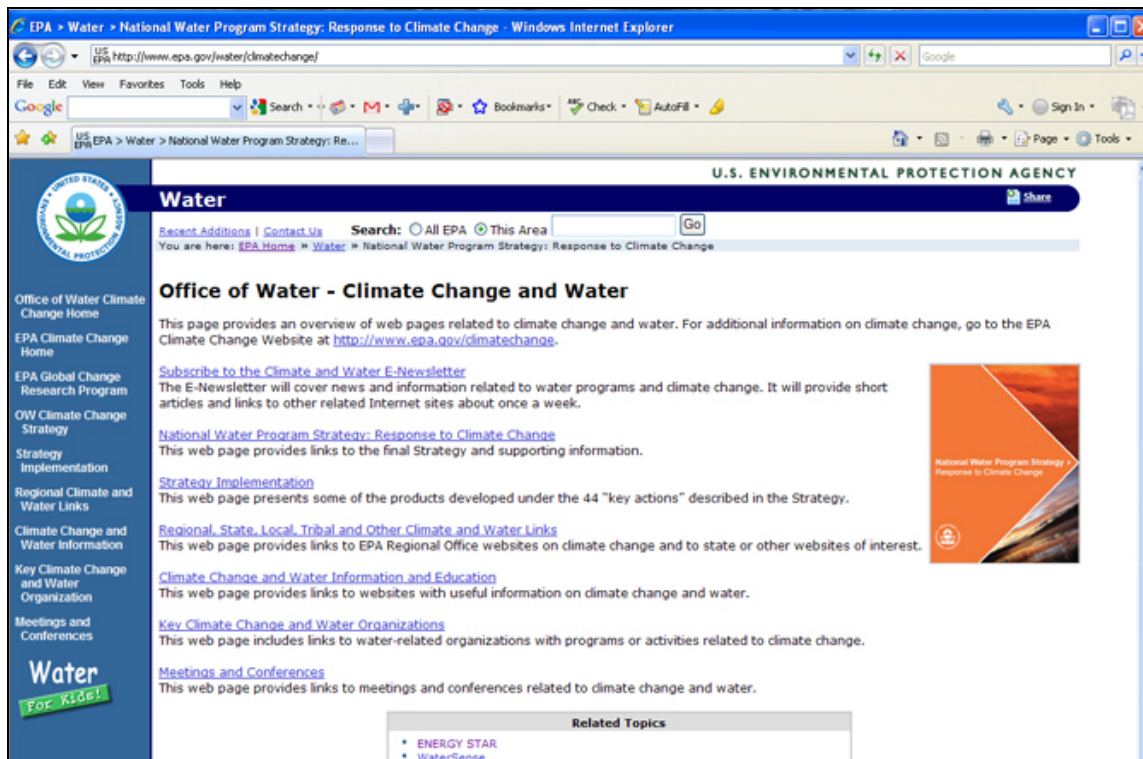 EPA > Water > National Water Program Strategy: Response to Climate Change - Windows Internet Explorer
US EPA http://www.epa.gov/water/climatechange/
Google
File Edit View Favorites Tools Help
Google Search Bookmarks Check AutoFill Sign In
US EPA EPA > Water > National Water Program Strategy: Re... Page Tools
U.S. ENVIRONMENTAL PROTECTION AGENCY
Water
Share
Recent Additions | Contact Us Search: All EPA This Area Go
You are here: EPA Home » Water » National Water Program Strategy: Response to Climate Change
UNITED STATES ENVIRONMENTAL PROTECTION AGENCY
Office of Water Climate
Change Home
EPA Climate Change
Home
EPA Global Change
Research Program
OW Climate Change
Strategy
Strategy
Implementation
Regional Climate and
Water Links
Climate Change and
Water Information
Key Climate Change
and Water
Organization
Meetings and
Conferences
Water
For Kids!
Office of Water - Climate Change and Water
This page provides an overview of web pages related to climate change and water. For additional information on climate change, go to the EPA
Climate Change Website at http://www.epa.gov/climatechange.
Subscribe to the Climate and Water E-Newsletter
The E-Newsletter will cover news and information related to water programs and climate change. It will provide short
articles and links to other related Internet sites about once a week.
National Water Program Strategy: Response to Climate Change
This web page provides links to the final Strategy and supporting information.
Strategy Implementation
This web page presents some of the products developed under the 44 "key actions" described in the Strategy.
Regional, State, Local, Tribal and Other Climate and Water Links
This web page provides links to EPA Regional Office websites on climate change and to state or other websites of interest.
Climate Change and Water Information and Education
This web page provides links to websites with useful information on climate change and water.
Key Climate Change and Water Organizations
This web page includes links to water-related organizations with programs or activities related to climate change.
Meetings and Conferences
This web page provides links to meetings and conferences related to climate change and water.
National Water Program Strategy
Response to Climate Change
Related Topics
ENERGY STAR
WaterSense